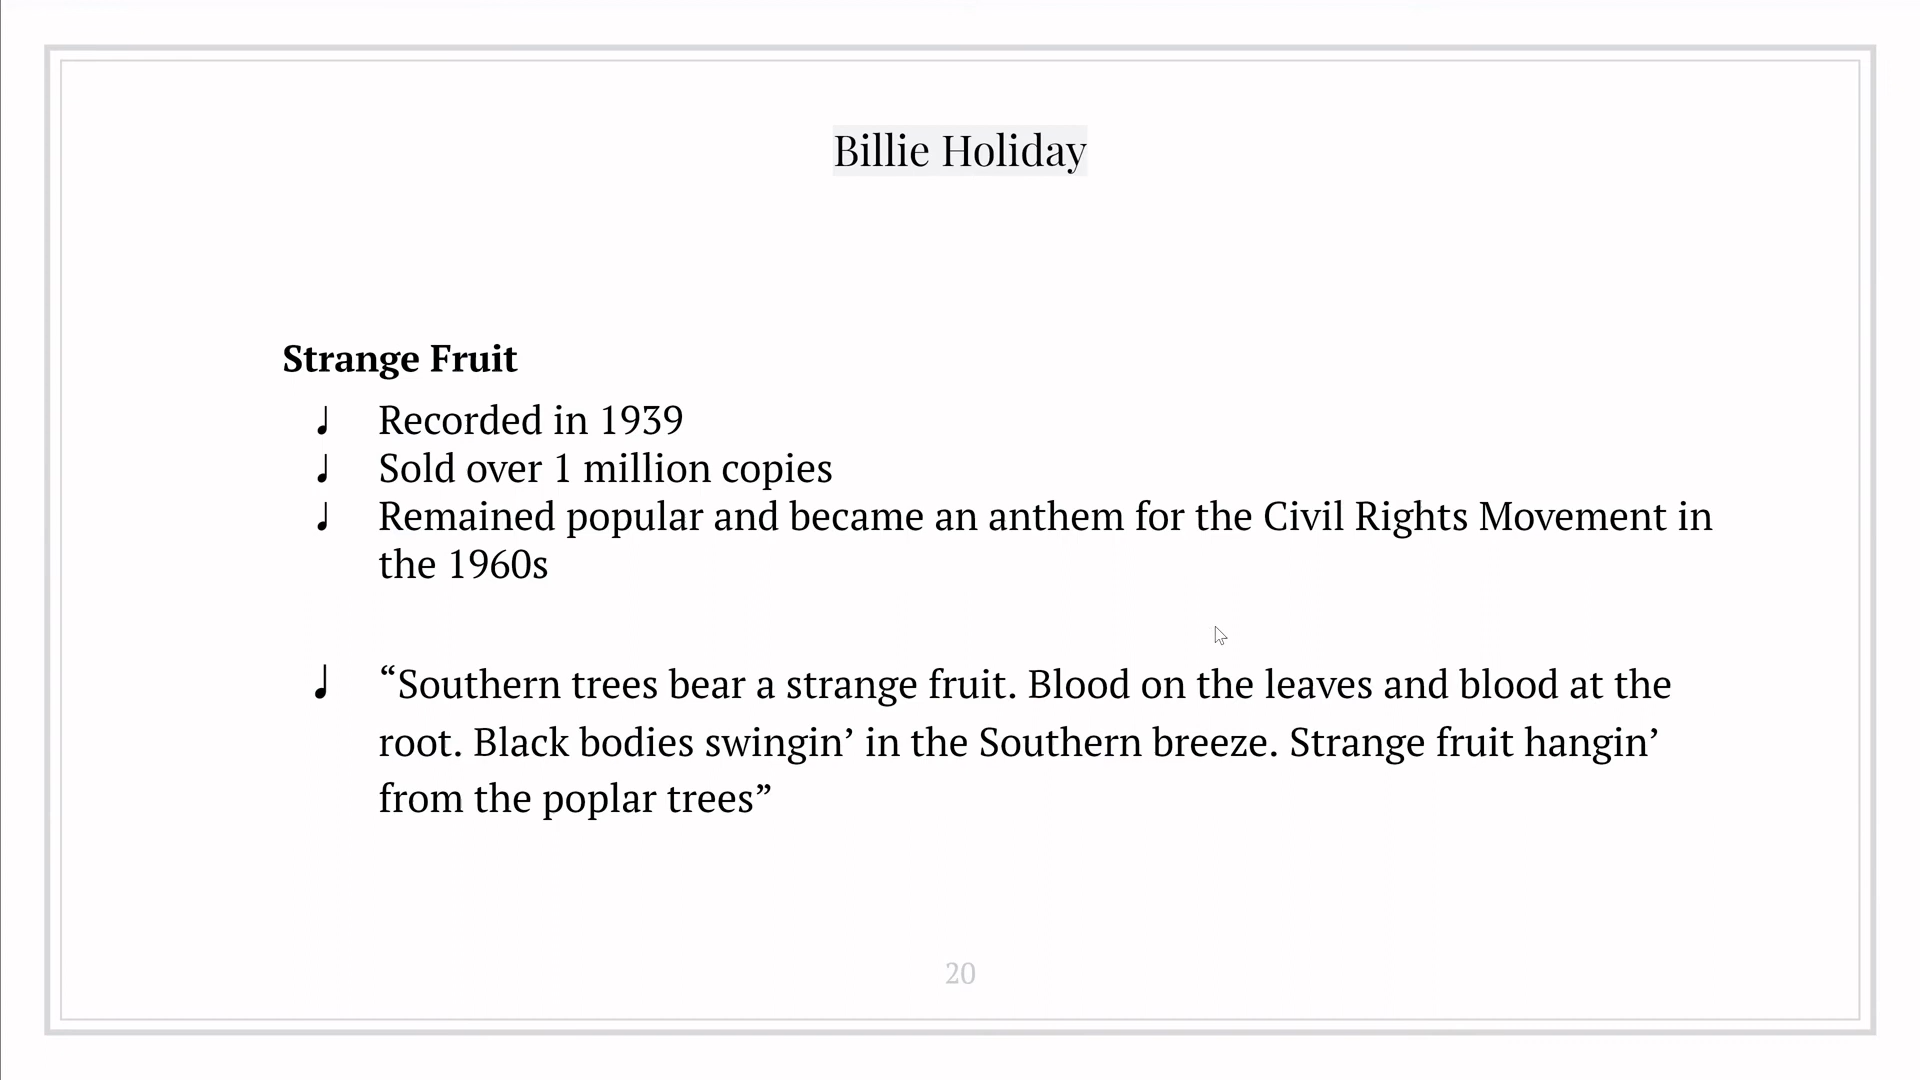 Billie Holiday
Strange Fruit
♩ Recorded in 1939
♩ Sold over 1 million copies
♩ Remained popular and became an anthem for the Civil Rights Movement in
the 1960s
♩ “Southern trees bear a strange fruit. Blood on the leaves and blood at the
root. Black bodies swingin’ in the Southern breeze. Strange fruit hangin’
from the poplar trees”
20